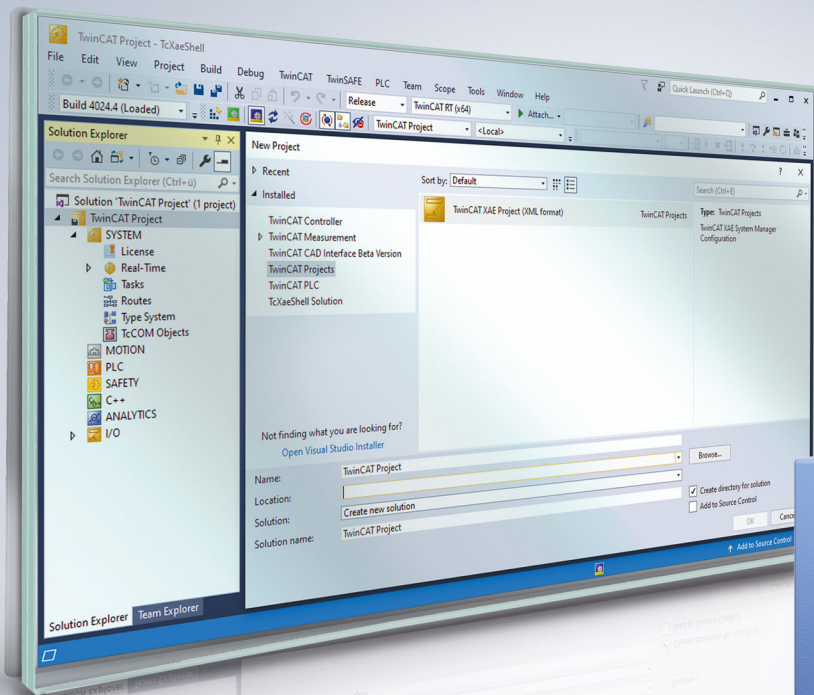 TwinCAT Project - TcXaeShell
Quick Launch (Ctrl+Q)
File Edit View Project Build Debug TwinCAT TwinSAFE PLC Team Scope Tools Window Help
Release TwinCAT RT (x64) Attach...
Build 4024.4 (Loaded) TwinCAT Project <Local>
Solution Explorer
Search Solution Explorer (Ctrl+ü)
Solution 'TwinCAT Project' (1 project)
TwinCAT Project
SYSTEM
License
Real-Time
Tasks
Routes
Type System
TcCOM Objects
MOTION
PLC
SAFETY
C++
ANALYTICS
I/O
Solution Explorer Team Explorer
New Project ? X
Recent
Installed
TwinCAT Controller
TwinCAT Measurement
TwinCAT CAD Interface Beta Version
TwinCAT Projects
TwinCAT PLC
TcXaeShell Solution
Not finding what you are looking for?
Open Visual Studio Installer
Sort by: Default
TwinCAT XAE Project (XML format) TwinCAT Projects
Search (Ctrl+E)
Type: TwinCAT Projects
TwinCAT XAE System Manager
Configuration
Name: TwinCAT Project
Location: Browse...
Solution: Create new solution
Solution name: TwinCAT Project
Create directory for solution
Add to Source Control
OK Cancel
Add to Source Control